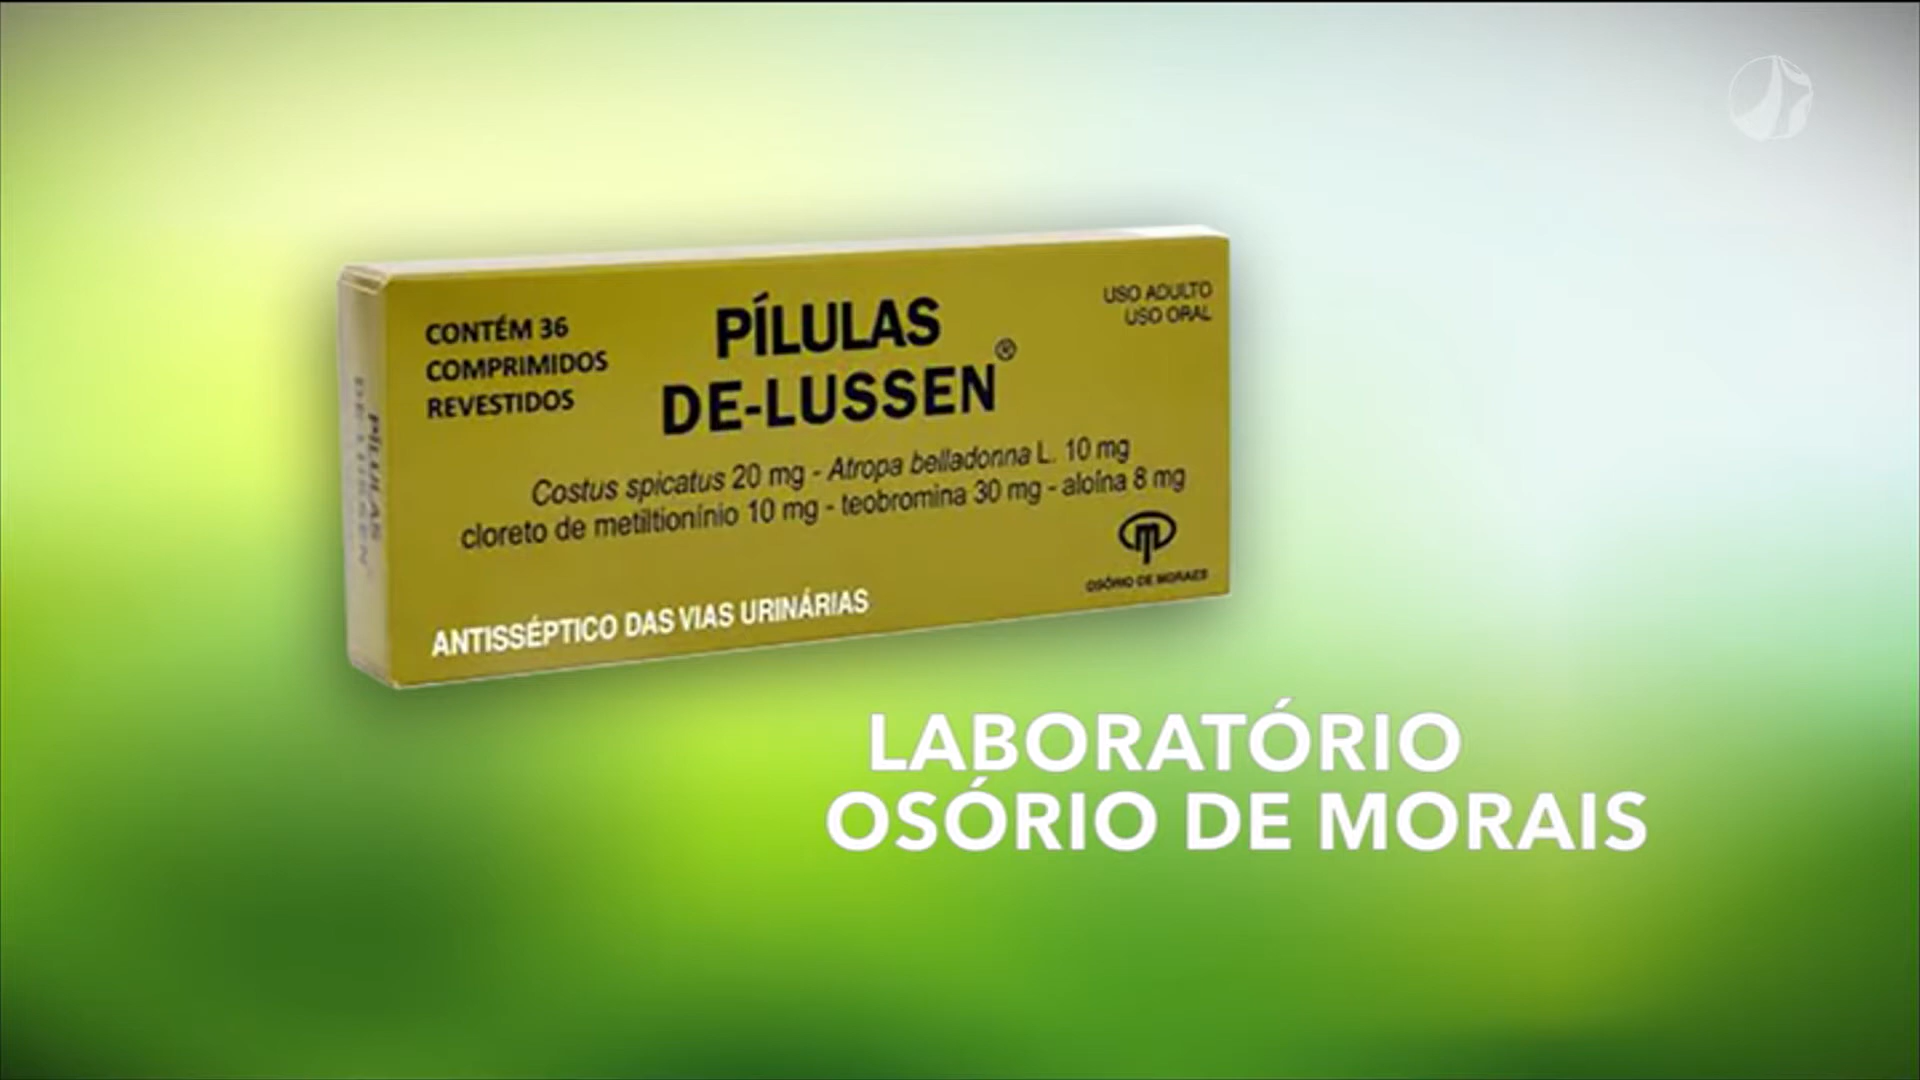 CONTÉM 36
COMPRIMIDOS
REVESTIDOS
PÍLULAS
DE-LUSSEN®
USO ADULTO
USO ORAL
Costus spicatus 20 mg - Atropa belladonna L. 10 mg
cloreto de metiltionínio 10 mg - teobromina 30 mg - aloína 8 mg
OSÓRIO DE MORAES
ANTISSÉPTICO DAS VIAS URINÁRIAS
PÍLULAS
DE-LUSSEN
LABORATÓRIO
OSÓRIO DE MORAIS